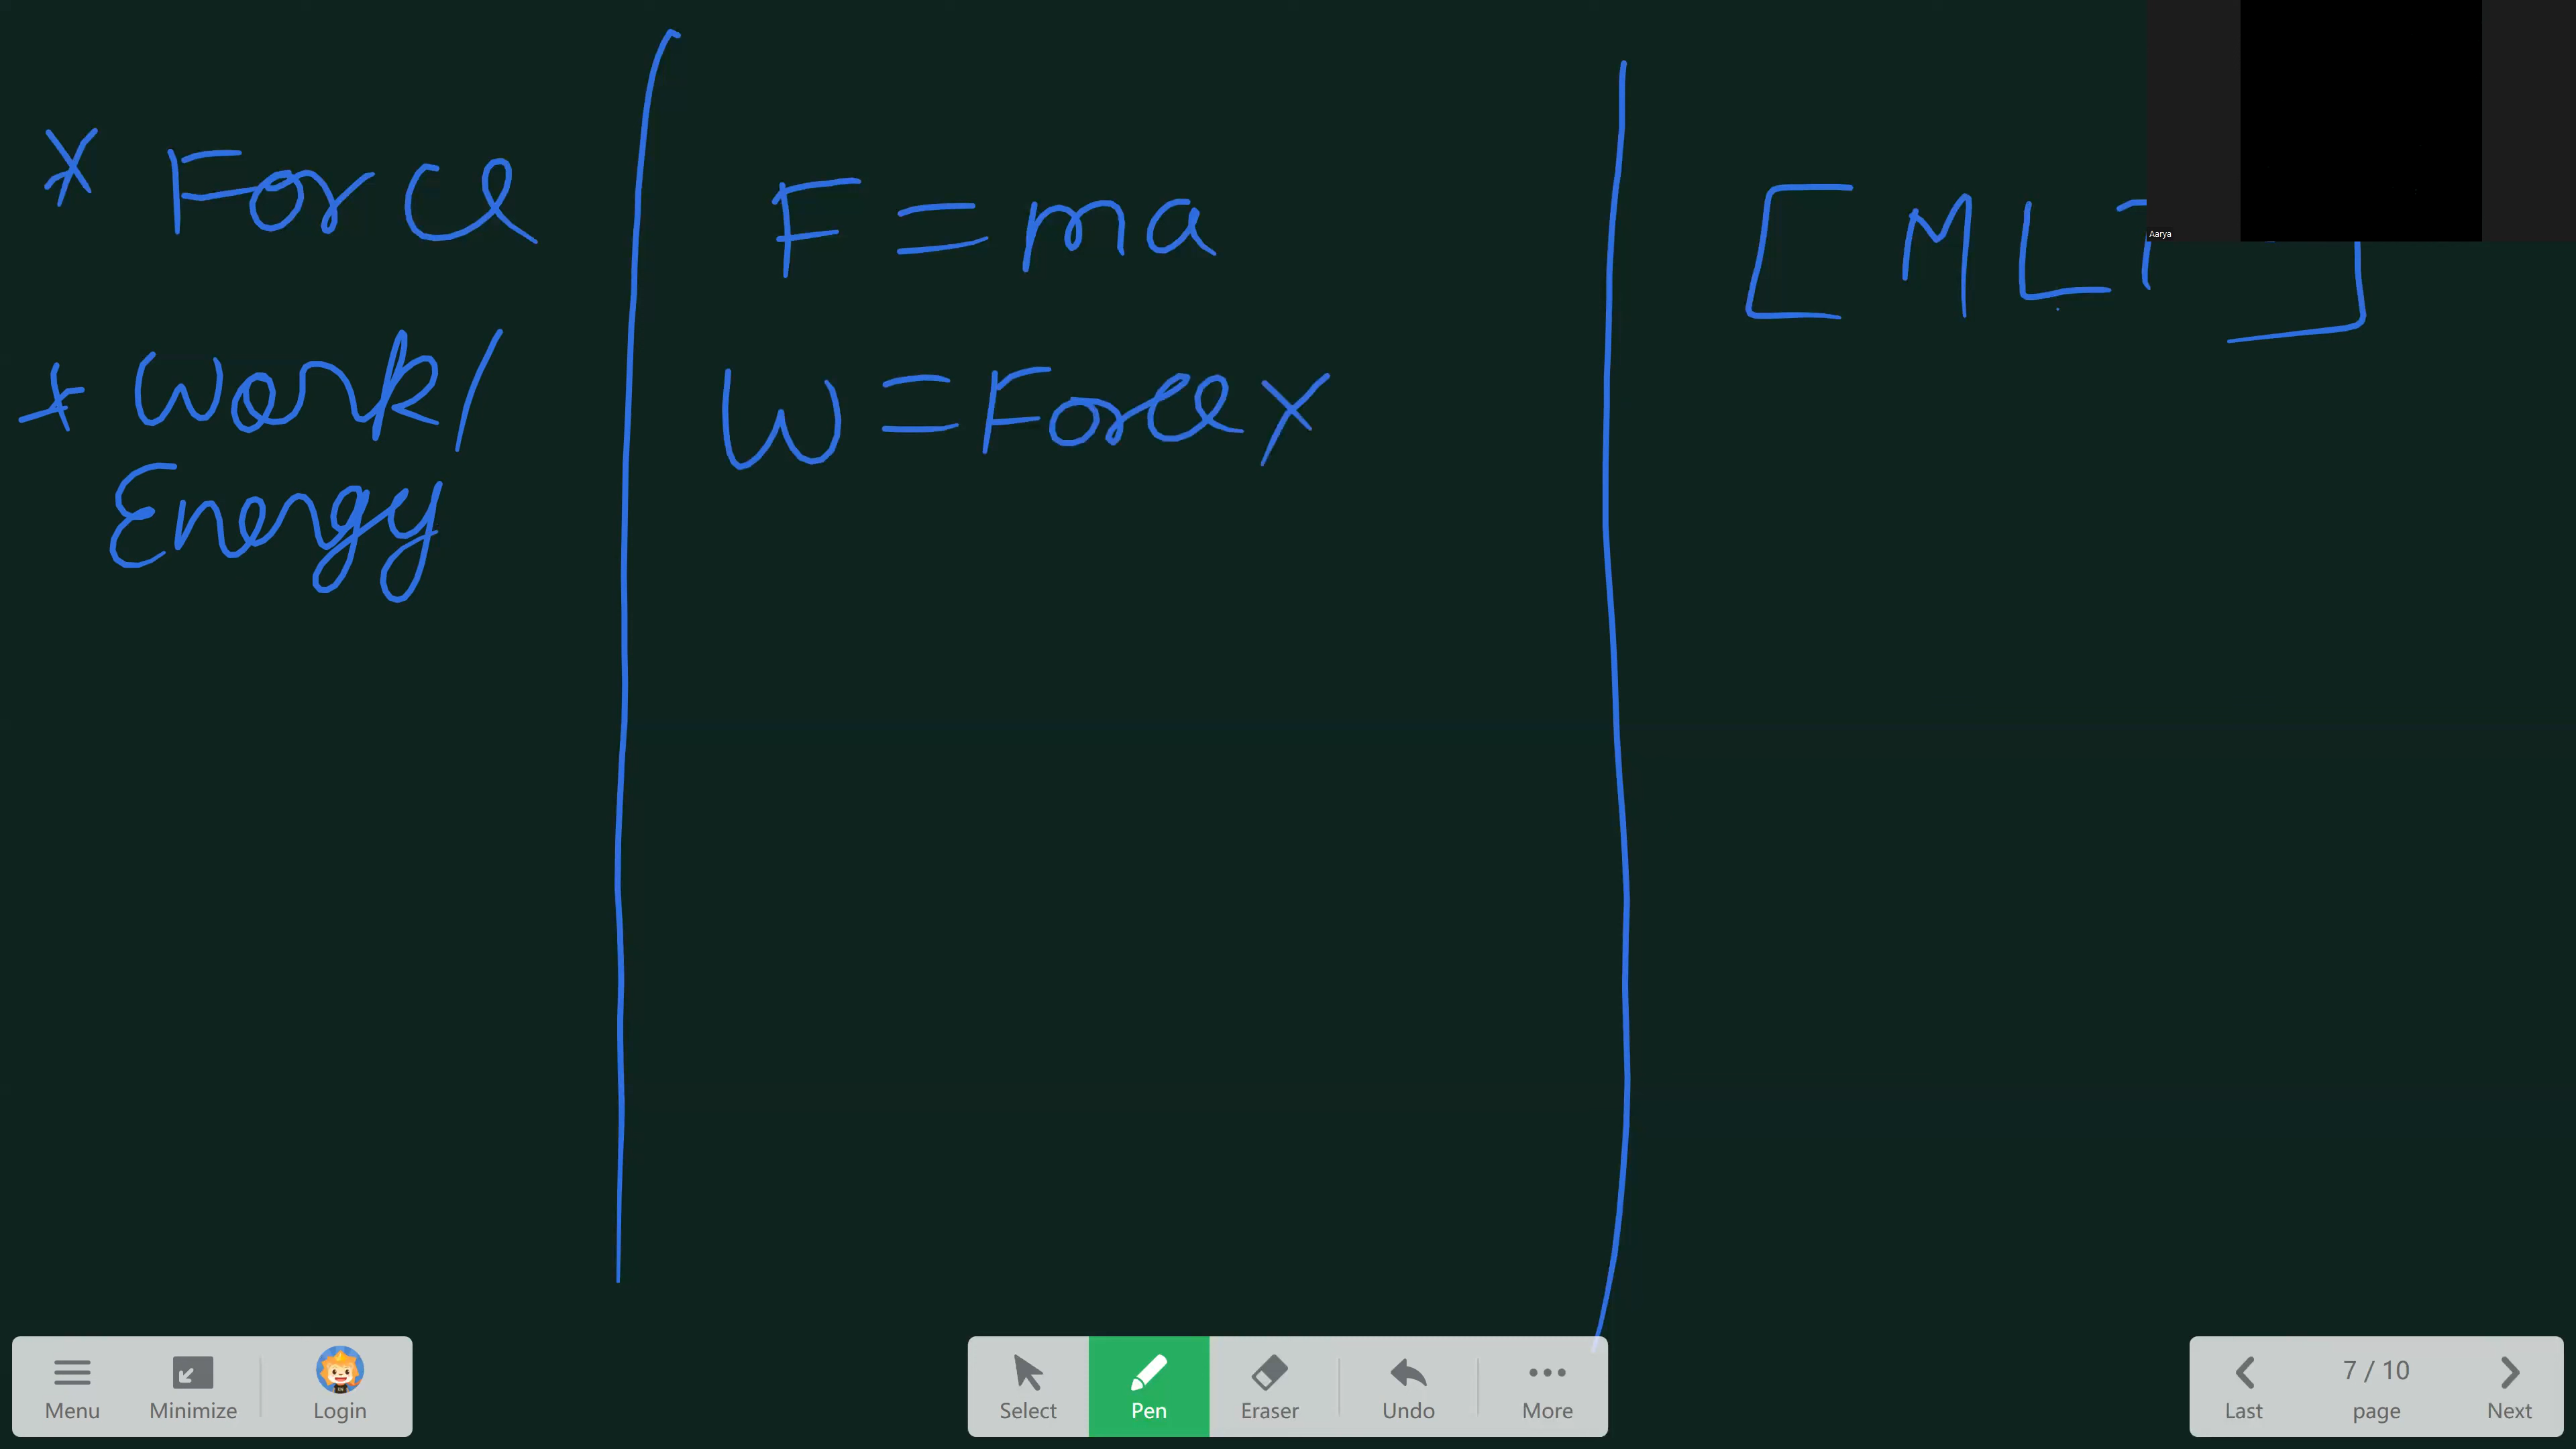 * Force
F = ma
[ML
* Work/
Energy
W = Force x
Aarya
Menu
Minimize
Login
Select
Pen
Eraser
Undo
More
Last
7 / 10
page
Next